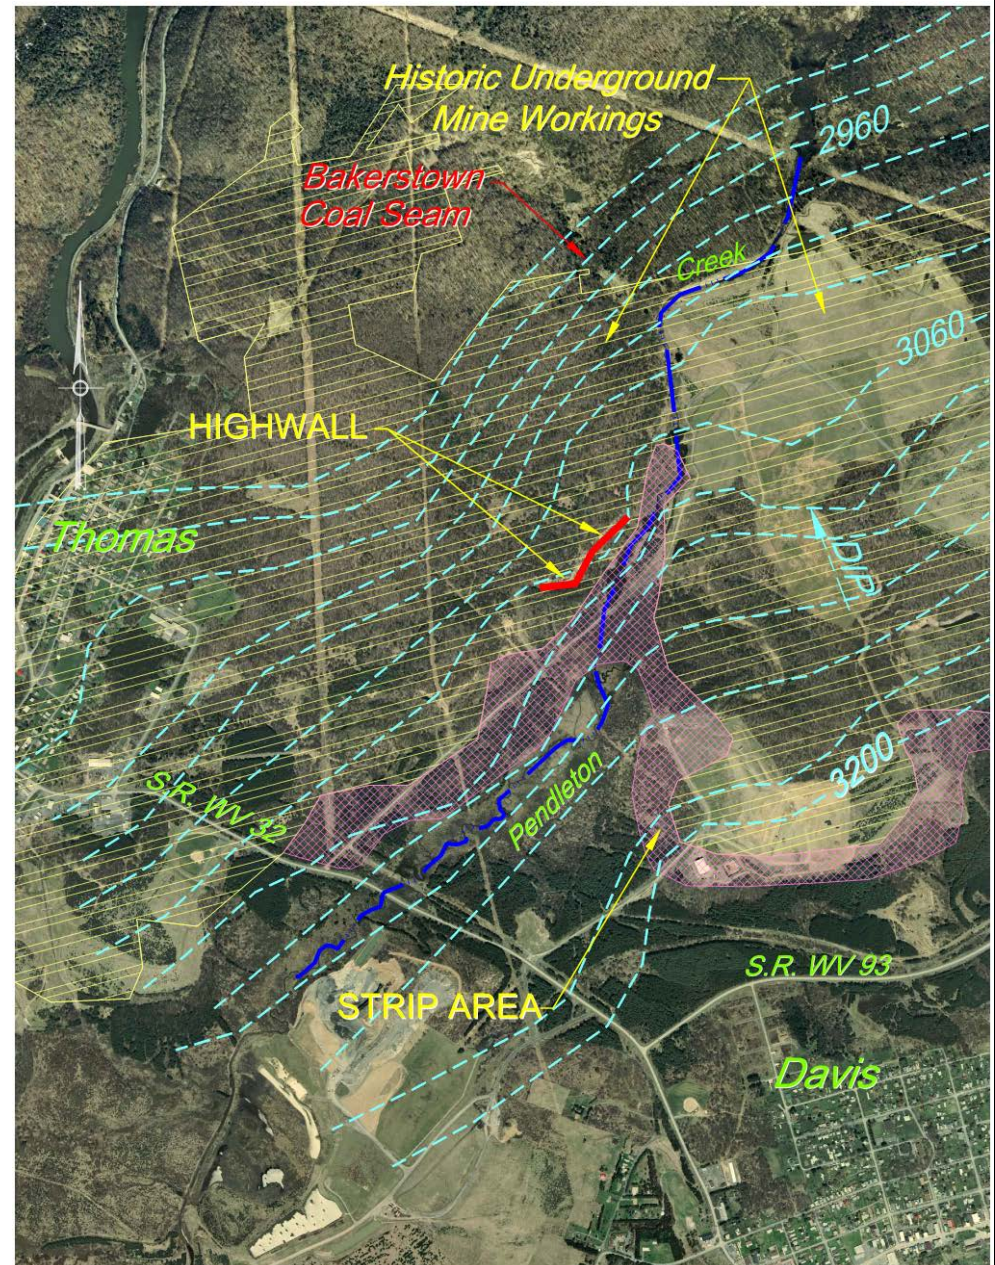 Historic Underground
Mine Workings
2960
Bakerstown
Coal Seam
Creek
3060
HIGHWALL
Thomas
DIP
S.R. WV 32
Pendleton
3200
S.R. WV 93
STRIP AREA
Davis